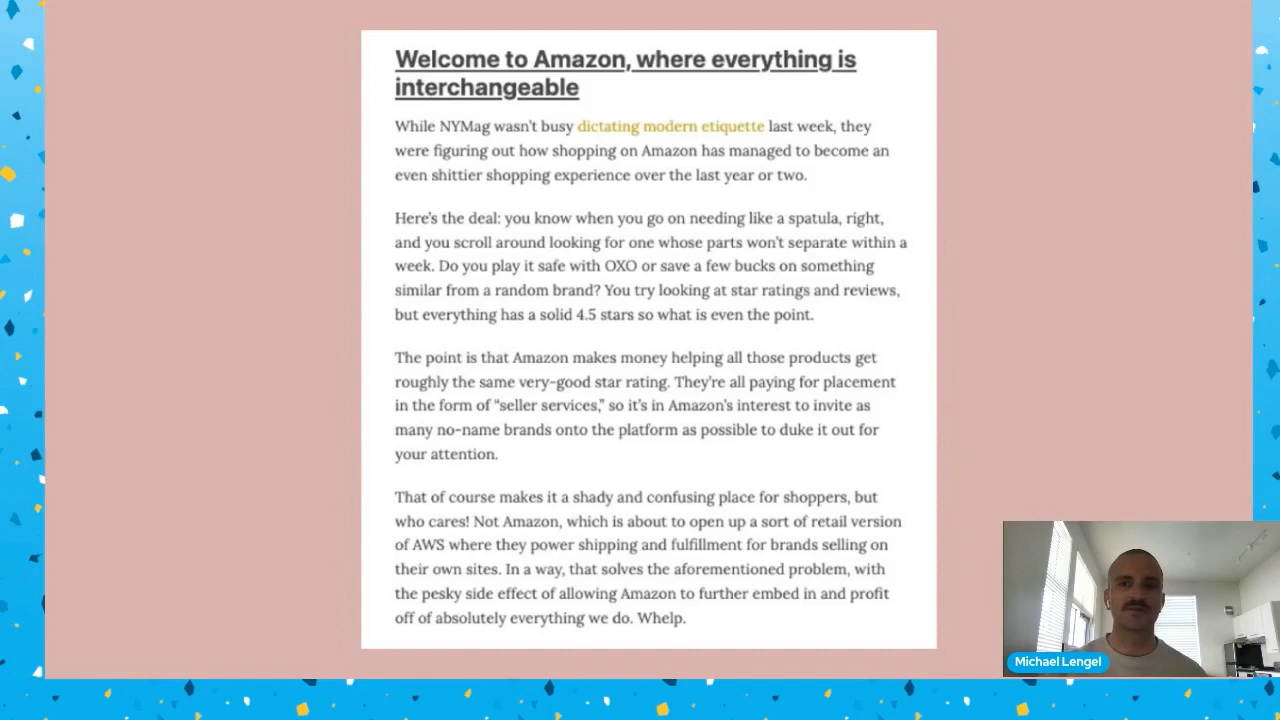 Welcome to Amazon, where everything is
interchangeable
While NYMag wasn't busy dictating modern etiquette last week, they
were figuring out how shopping on Amazon has managed to become an
even shittier shopping experience over the last year or two.
Here's the deal: you know when you go on needing like a spatula, right,
and you scroll around looking for one whose parts won't separate within a
week. Do you play it safe with OXO or save a few bucks on something
similar from a random brand? You try looking at star ratings and reviews,
but everything has a solid 4.5 stars so what is even the point.
The point is that Amazon makes money helping all those products get
roughly the same very-good star rating. They're all paying for placement
in the form of “seller services,” so it's in Amazon's interest to invite as
many no-name brands onto the platform as possible to duke it out for
your attention.
That of course makes it a shady and confusing place for shoppers, but
who cares! Not Amazon, which is about to open up a sort of retail version
of AWS where they power shipping and fulfillment for brands selling on
their own sites. In a way, that solves the aforementioned problem, with
the pesky side effect of allowing Amazon to further embed in and profit
off of absolutely everything we do. Whelp.
Michael Lengel